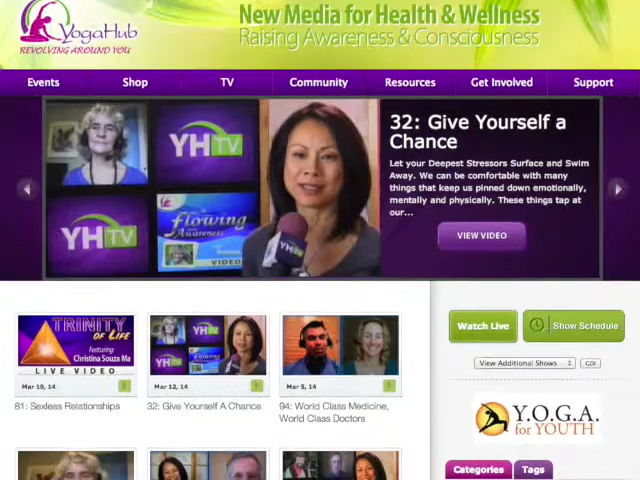 YogaHub
REVOLVING AROUND YOU
New Media for Health & Wellness
Raising Awareness & Consciousness
Events
Shop
TV
Community
Resources
Get Involved
Support
YHTV
YHTV
Flowing
Awareness
VIDEO
YHTV
32: Give Yourself a
Chance
Let your Deepest Stressors Surface and Swim
Away. We can be comfortable with many
things that keep us pinned down emotionally,
mentally and physically. These things tap at
our...
VIEW VIDEO
TRINITY
OF LIFE
Featuring:
Christina Souza Ma
LIVE VIDEO
Mar 19, 14
81: Sexless Relationships
YHTV
YHTV
Mar 12, 14
32: Give Yourself A Chance
Mar 5, 14
94: World Class Medicine,
World Class Doctors
Watch Live
Show Schedule
View Additional Shows
GO!
Y.O.G.A.
for YOUTH
Categories
Tags